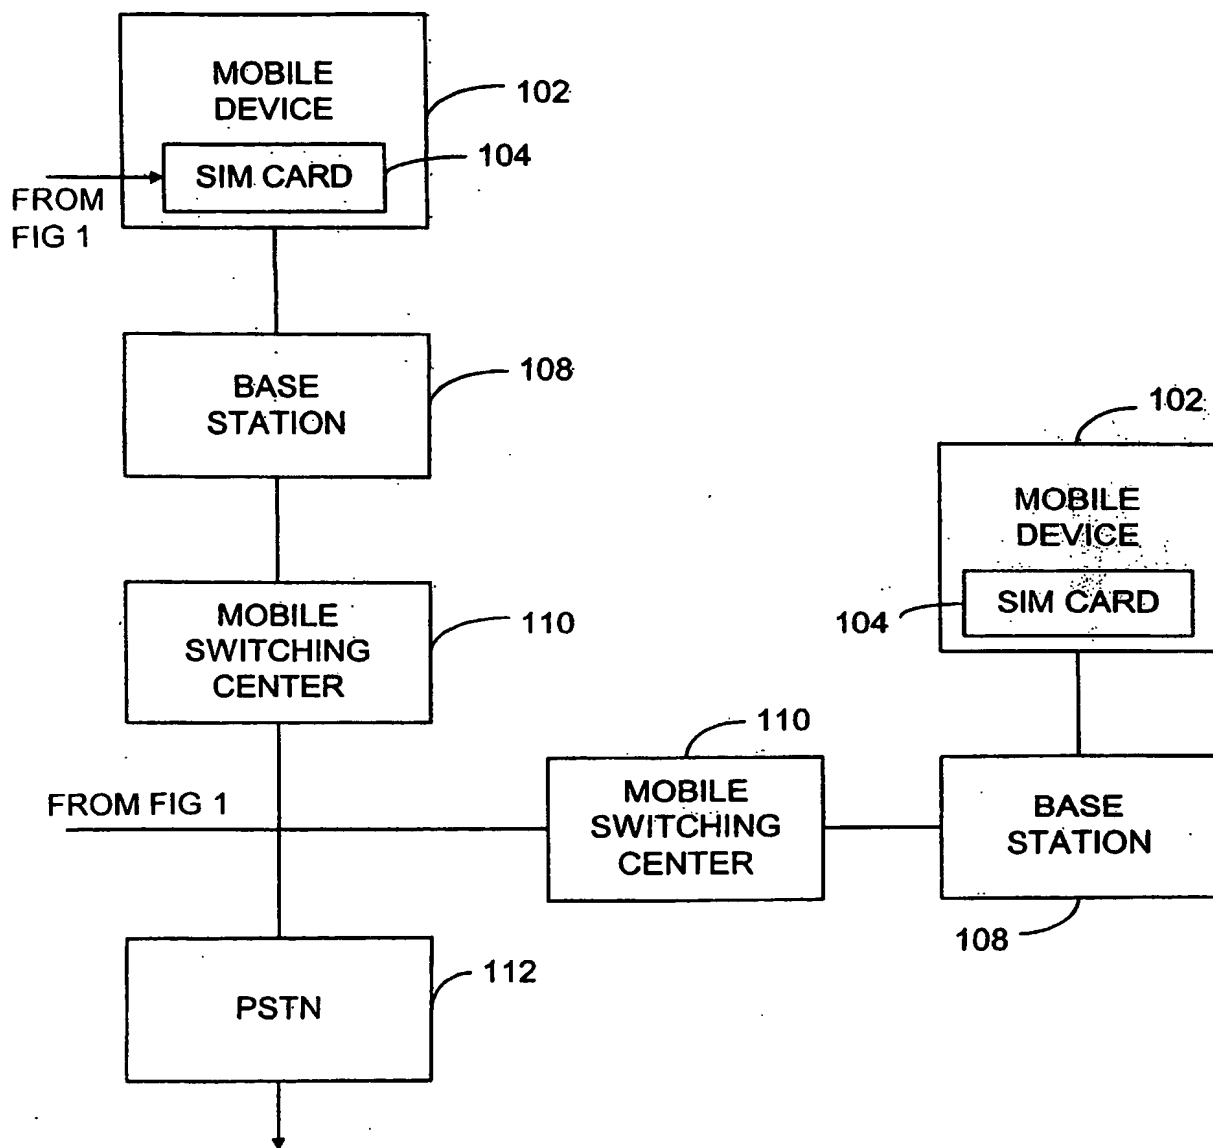 MOBILE
DEVICE
102
SIM CARD
104
FROM
FIG 1
BASE
STATION
108
MOBILE
SWITCHING
CENTER
110
102
MOBILE
DEVICE
SIM CARD
104
110
MOBILE
SWITCHING
CENTER
FROM FIG 1
BASE
STATION
108
PSTN
112